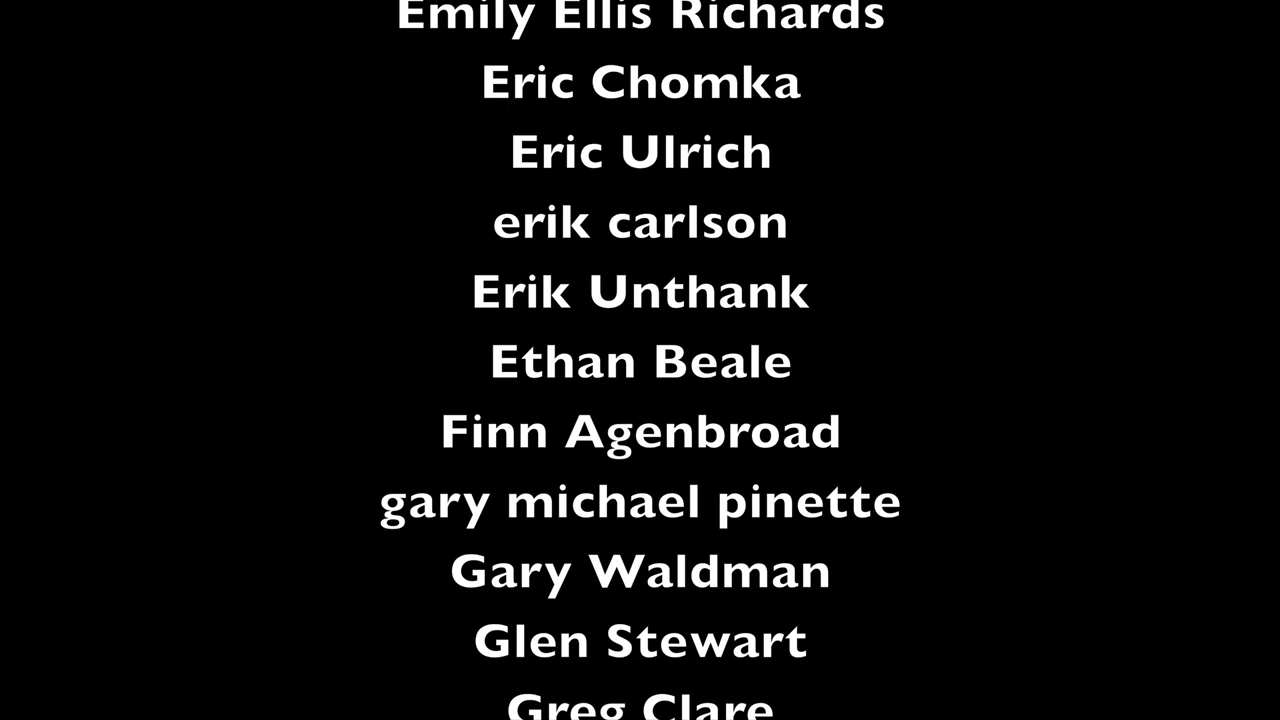 Emily Ellis Richards
Eric Chomka
Eric Ulrich
erik carlson
Erik Unthank
Ethan Beale
Finn Agenbroad
gary michael pinette
Gary Waldman
Glen Stewart
Greg Clare